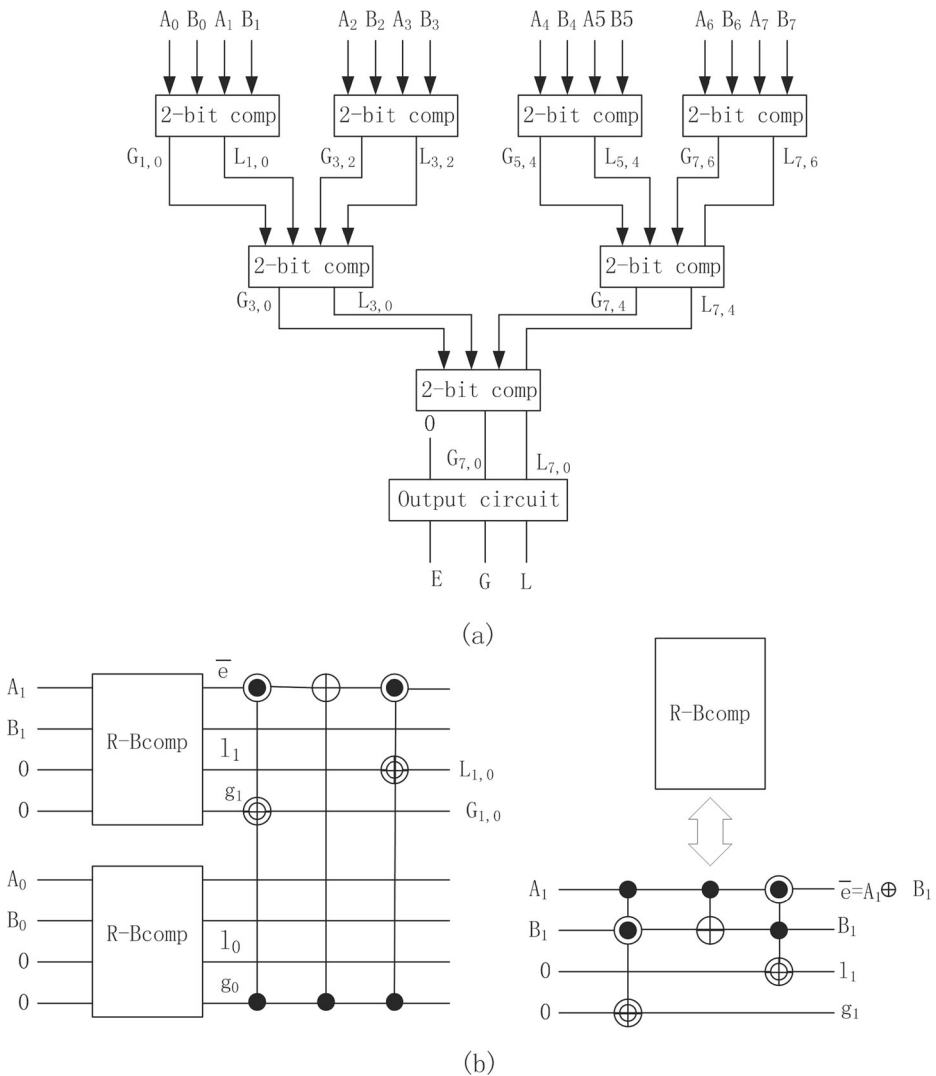 A₀ B₀ A₁ B₁
A₂ B₂ A₃ B₃
A₄ B₄ A5 B5
A₆ B₆ A₇ B₇
2-bit comp
2-bit comp
2-bit comp
2-bit comp
G₁,₀
L₁,₀
G₃,₂
L₃,₂
G₅,₄
L₅,₄
G₇,₆
L₇,₆
2-bit comp
2-bit comp
G₃,₀
L₃,₀
G₇,₄
L₇,₄
2-bit comp
0
G₇,₀
L₇,₀
Output circuit
E
G
L
(a)
A₁
B₁
0
0
R-Bcomp
e̅
l₁
g₁
L₁,₀
G₁,₀
A₀
B₀
0
0
R-Bcomp
l₀
g₀
R-Bcomp
A₁
B₁
0
0
e̅=A₁⊕ B₁
B₁
l₁
g₁
(b)